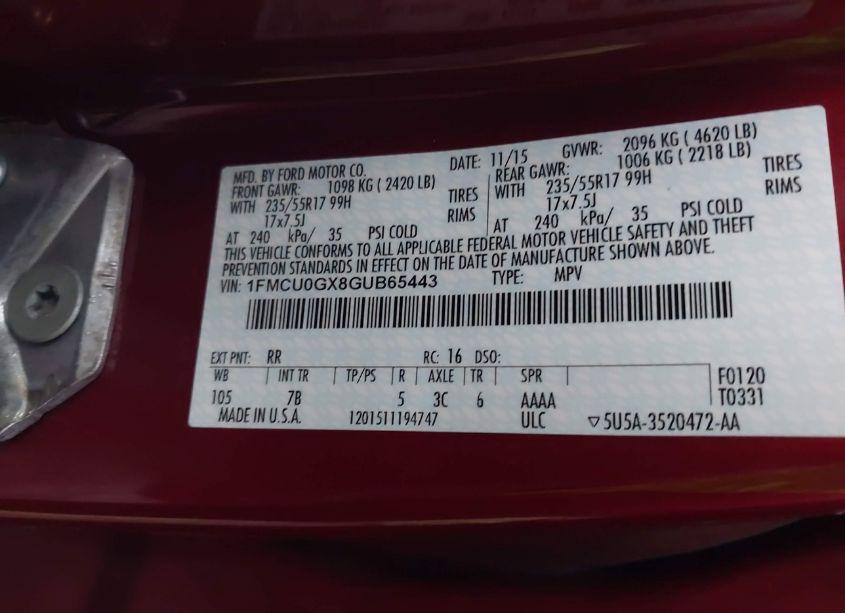 MFD. BY FORD MOTOR CO. DATE: 11/15 GVWR: 2096 KG ( 4620 LB)
FRONT GAWR: 1098 KG ( 2420 LB) REAR GAWR: 1006 KG ( 2218 LB)
WITH 235/55R17 99H TIRES WITH 235/55R17 99H TIRES
17x7.5J RIMS 17x7.5J RIMS
AT 240 kPa/ 35 PSI COLD AT 240 kPa/ 35 PSI COLD
THIS VEHICLE CONFORMS TO ALL APPLICABLE FEDERAL MOTOR VEHICLE SAFETY AND THEFT
PREVENTION STANDARDS IN EFFECT ON THE DATE OF MANUFACTURE SHOWN ABOVE.
VIN: 1FMCU0GX8GUB65443 TYPE: MPV
EXT PNT: RR RC: 16 DSO:
WB INT TR TP/PS R AXLE TR SPR F0120
105 7B 5 3C 6 AAAA T0331
MADE IN U.S.A. 1201511194747 ULC ▽5U5A-3520472-AA